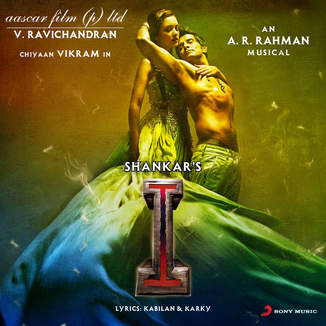 aascar film (p) ltd
V. RAVICHANDRAN
CHIYAAN VIKRAM IN
AN
A. R. RAHMAN
MUSICAL
SHANKAR'S
I
LYRICS: KABILAN & KARKY
SONY MUSIC